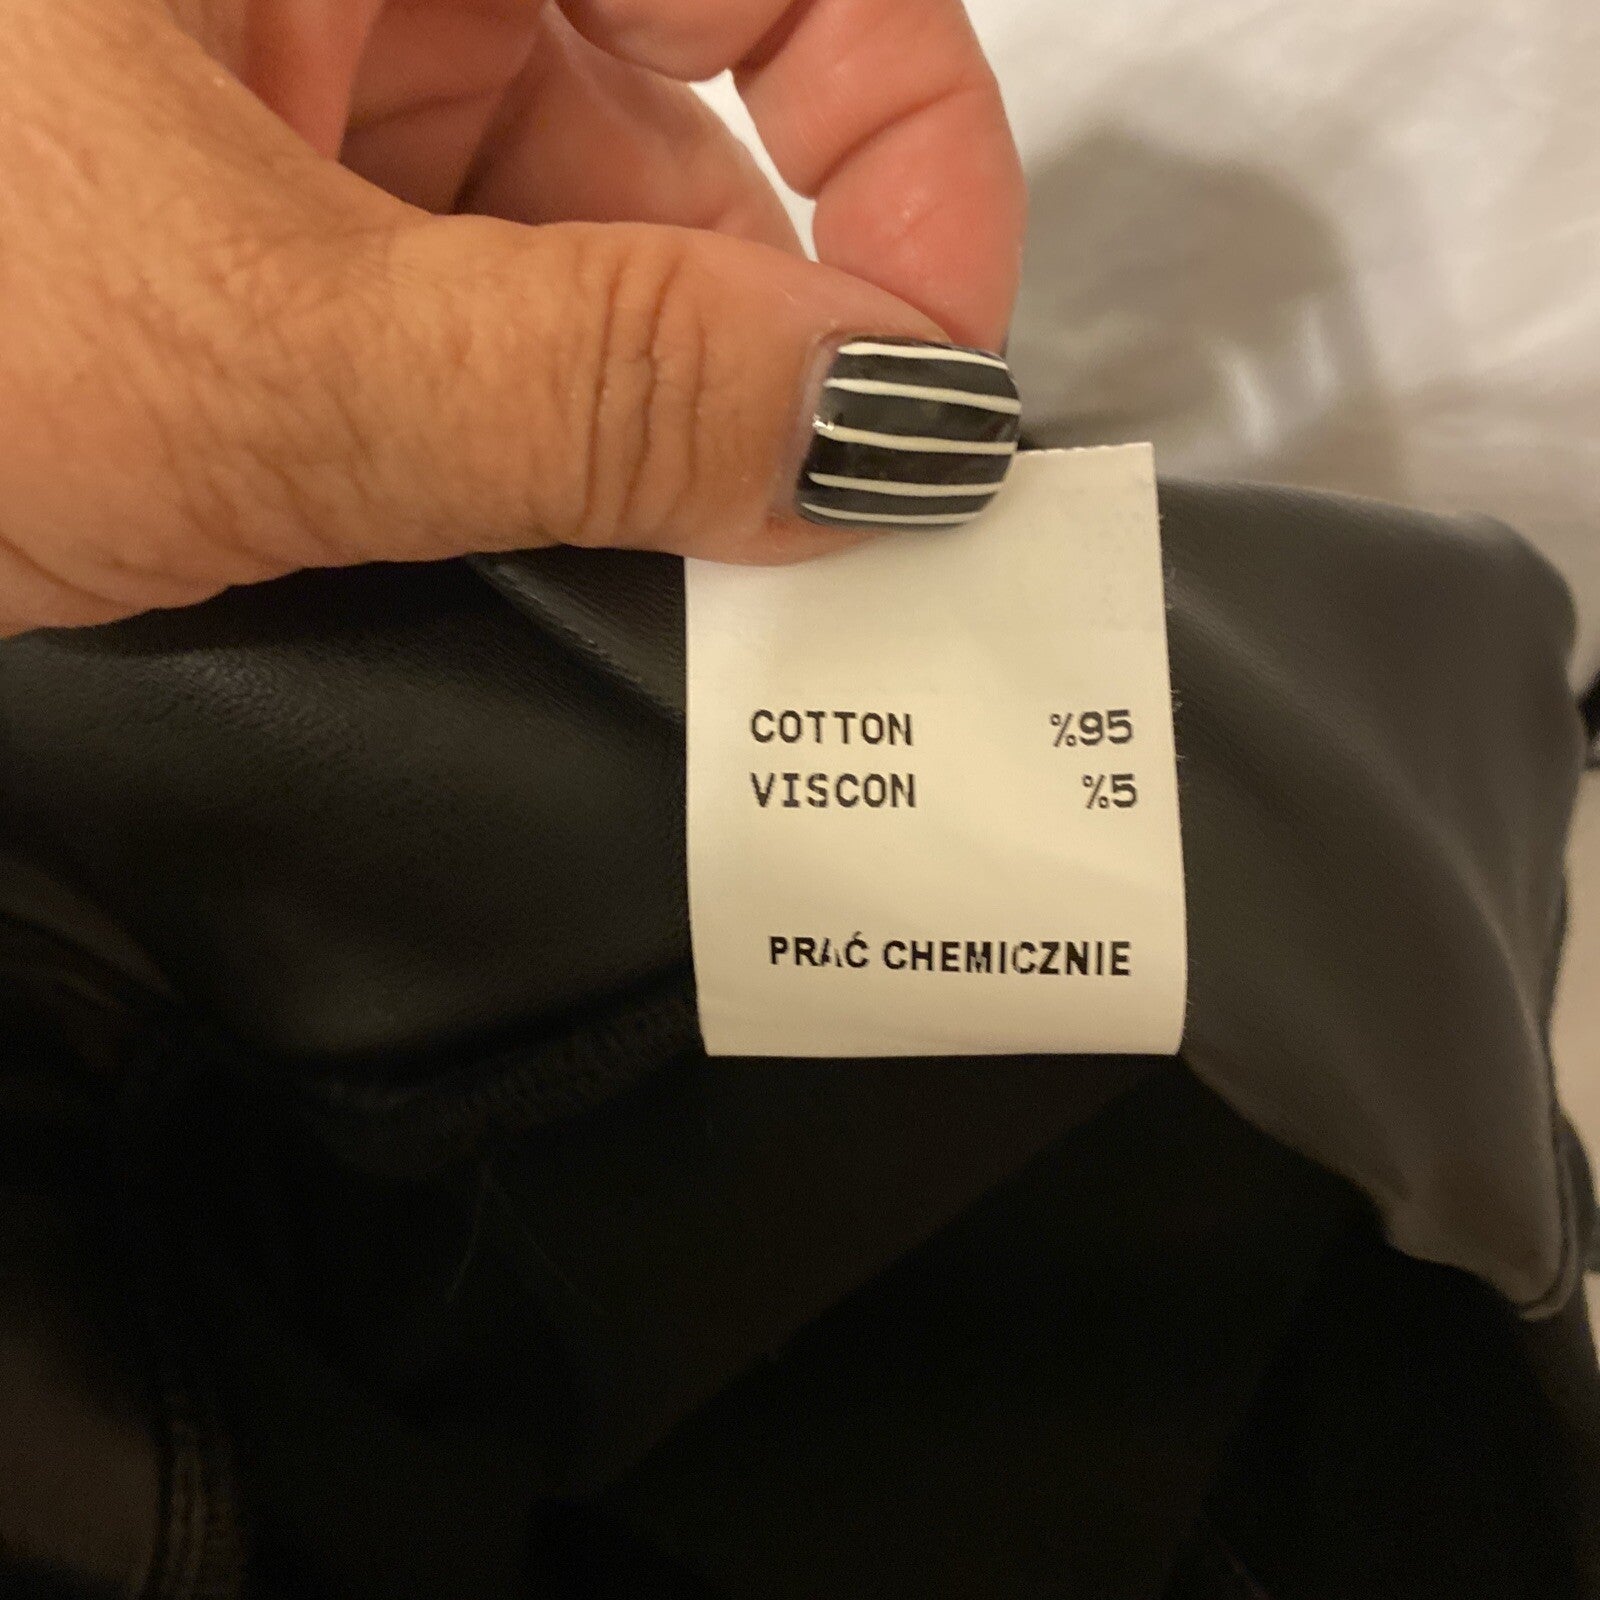 COTTON %95
VISCON %5
PRAĆ CHEMICZNIE